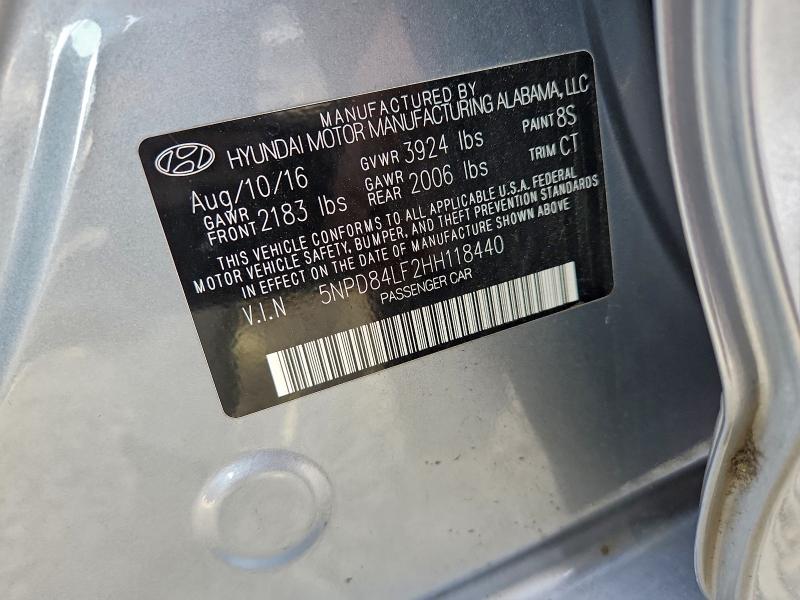 MANUFACTURED BY
HYUNDAI MOTOR MANUFACTURING ALABAMA, LLC
Aug/10/16 GVWR 3924 lbs PAINT 8S
GAWR FRONT 2183 lbs GAWR REAR 2006 lbs TRIM CT
THIS VEHICLE CONFORMS TO ALL APPLICABLE U.S.A. FEDERAL
MOTOR VEHICLE SAFETY, BUMPER, AND THEFT PREVENTION STANDARDS
IN EFFECT ON THE DATE OF MANUFACTURE SHOWN ABOVE
V.I.N 5NPD84LF2HH118440
PASSENGER CAR